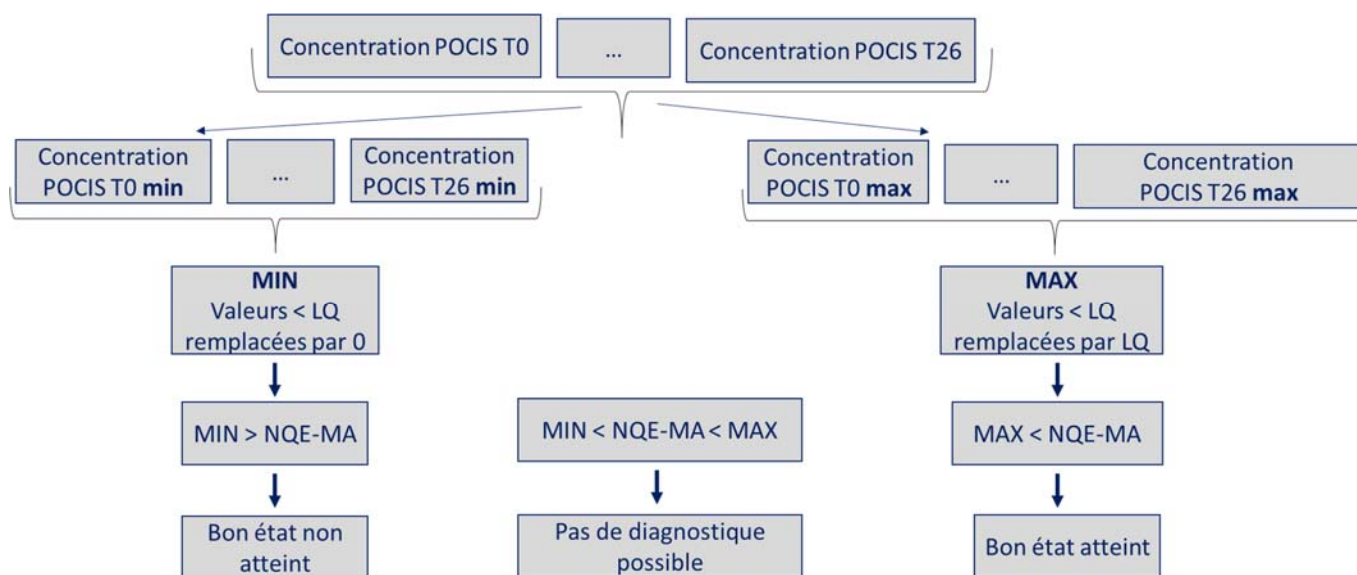 Concentration POCIS T0
...
Concentration POCIS T26
Concentration
POCIS T0 min
...
Concentration
POCIS T26 min
Concentration
POCIS T0 max
...
Concentration
POCIS T26 max
MIN
Valeurs < LQ
remplacées par 0
MAX
Valeurs < LQ
remplacées par LQ
MIN > NQE-MA
MIN < NQE-MA < MAX
MAX < NQE-MA
Bon état non
atteint
Pas de diagnostique
possible
Bon état atteint